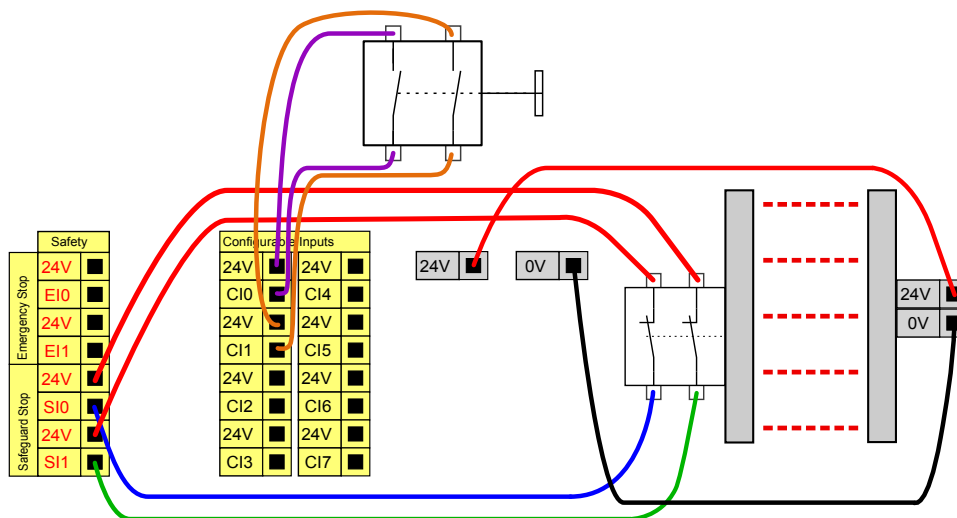 Safety
Emergency Stop
24V
EI0
24V
EI1
Safeguard Stop
24V
SI0
24V
SI1
Configurable Inputs
24V 24V
CI0 CI4
24V 24V
CI1 CI5
24V 24V
CI2 CI6
24V 24V
CI3 CI7
24V
0V
24V
0V